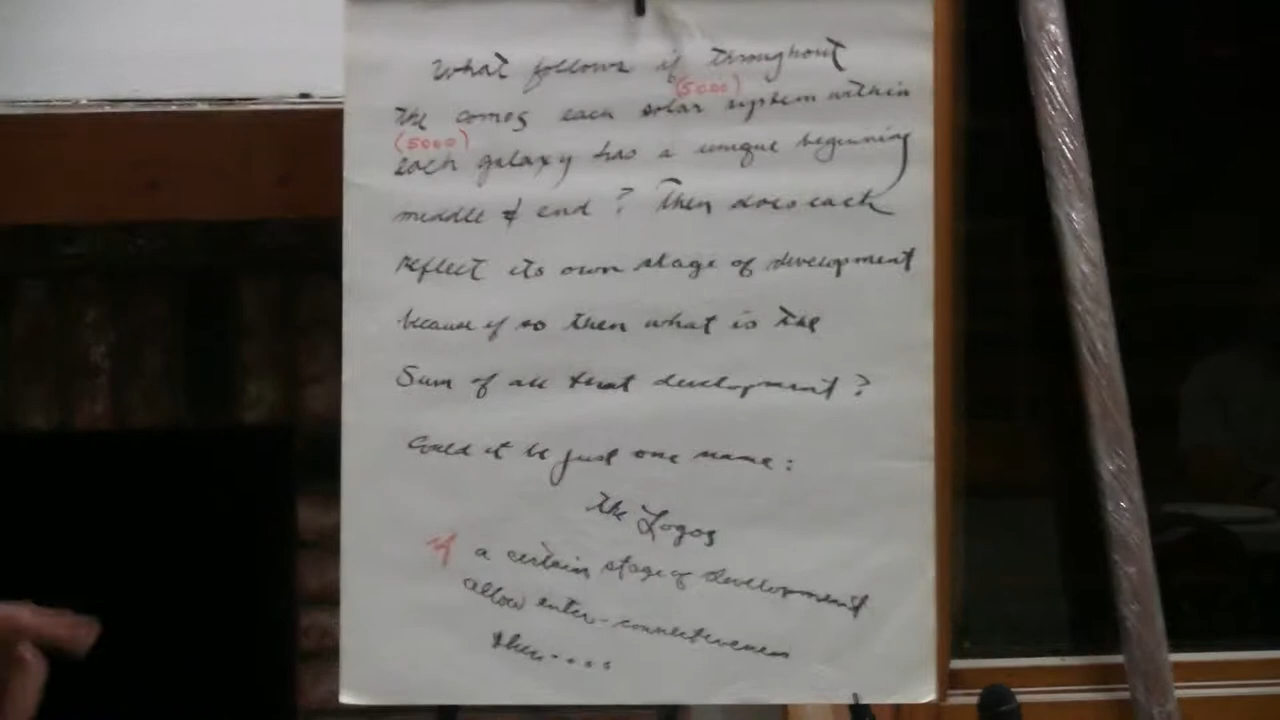 What follows if throughout
(5000)
the comos each solar system within
(5000)
each galaxy has a unique beginning
middle & end? Then does each
reflect its own stage of development
because if so then what is the
Sum of all that development?
Could it be just one name:
the Logos
if a certain stage of development
allow enter-connectiveness
then....